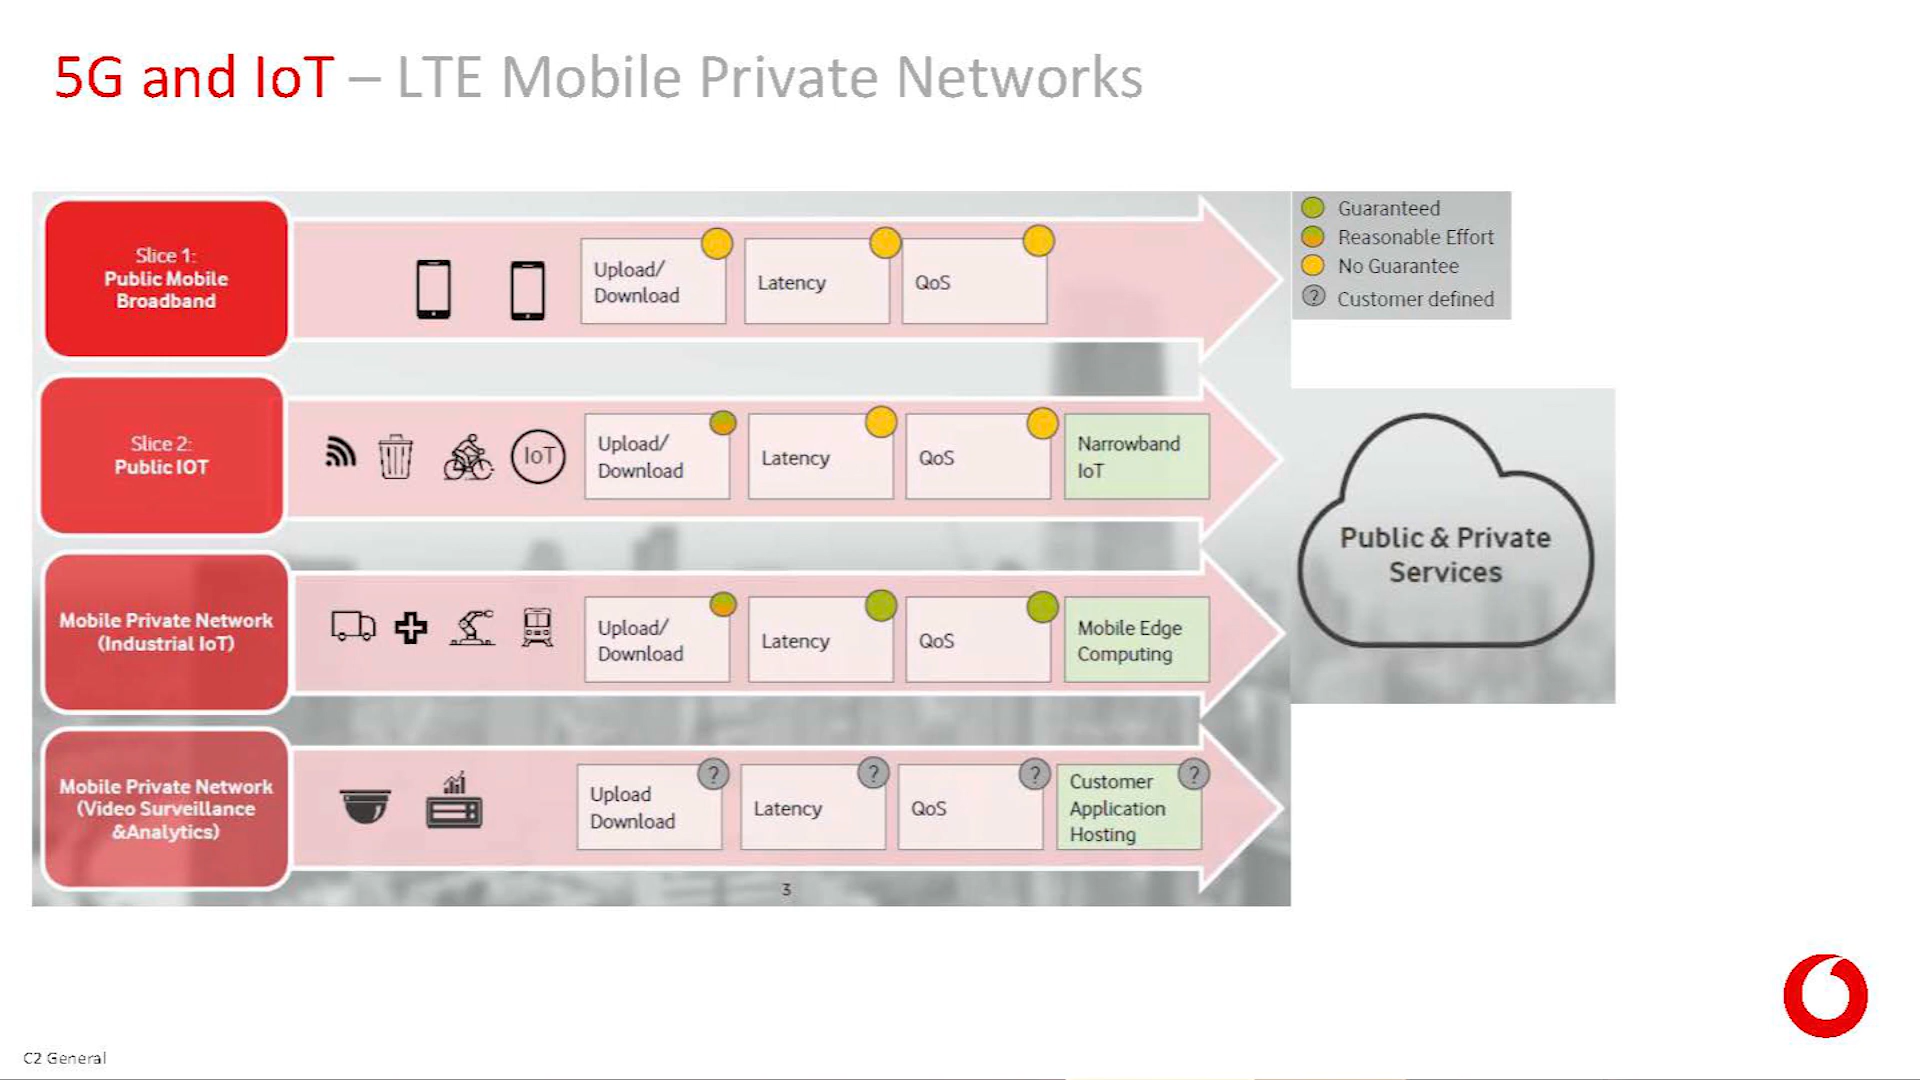 5G and IoT – LTE Mobile Private Networks
Slice 1:
Public Mobile
Broadband
Upload/
Download
Latency
QoS
Guaranteed
Reasonable Effort
No Guarantee
? Customer defined
Slice 2:
Public IOT
IoT
Upload/
Download
Latency
QoS
Narrowband
IoT
Mobile Private Network
(Industrial IoT)
Upload/
Download
Latency
QoS
Mobile Edge
Computing
Public & Private
Services
Mobile Private Network
(Video Surveillance
&Analytics)
Upload
Download
?
Latency
?
QoS
?
Customer
Application
Hosting
?
3
C2 General